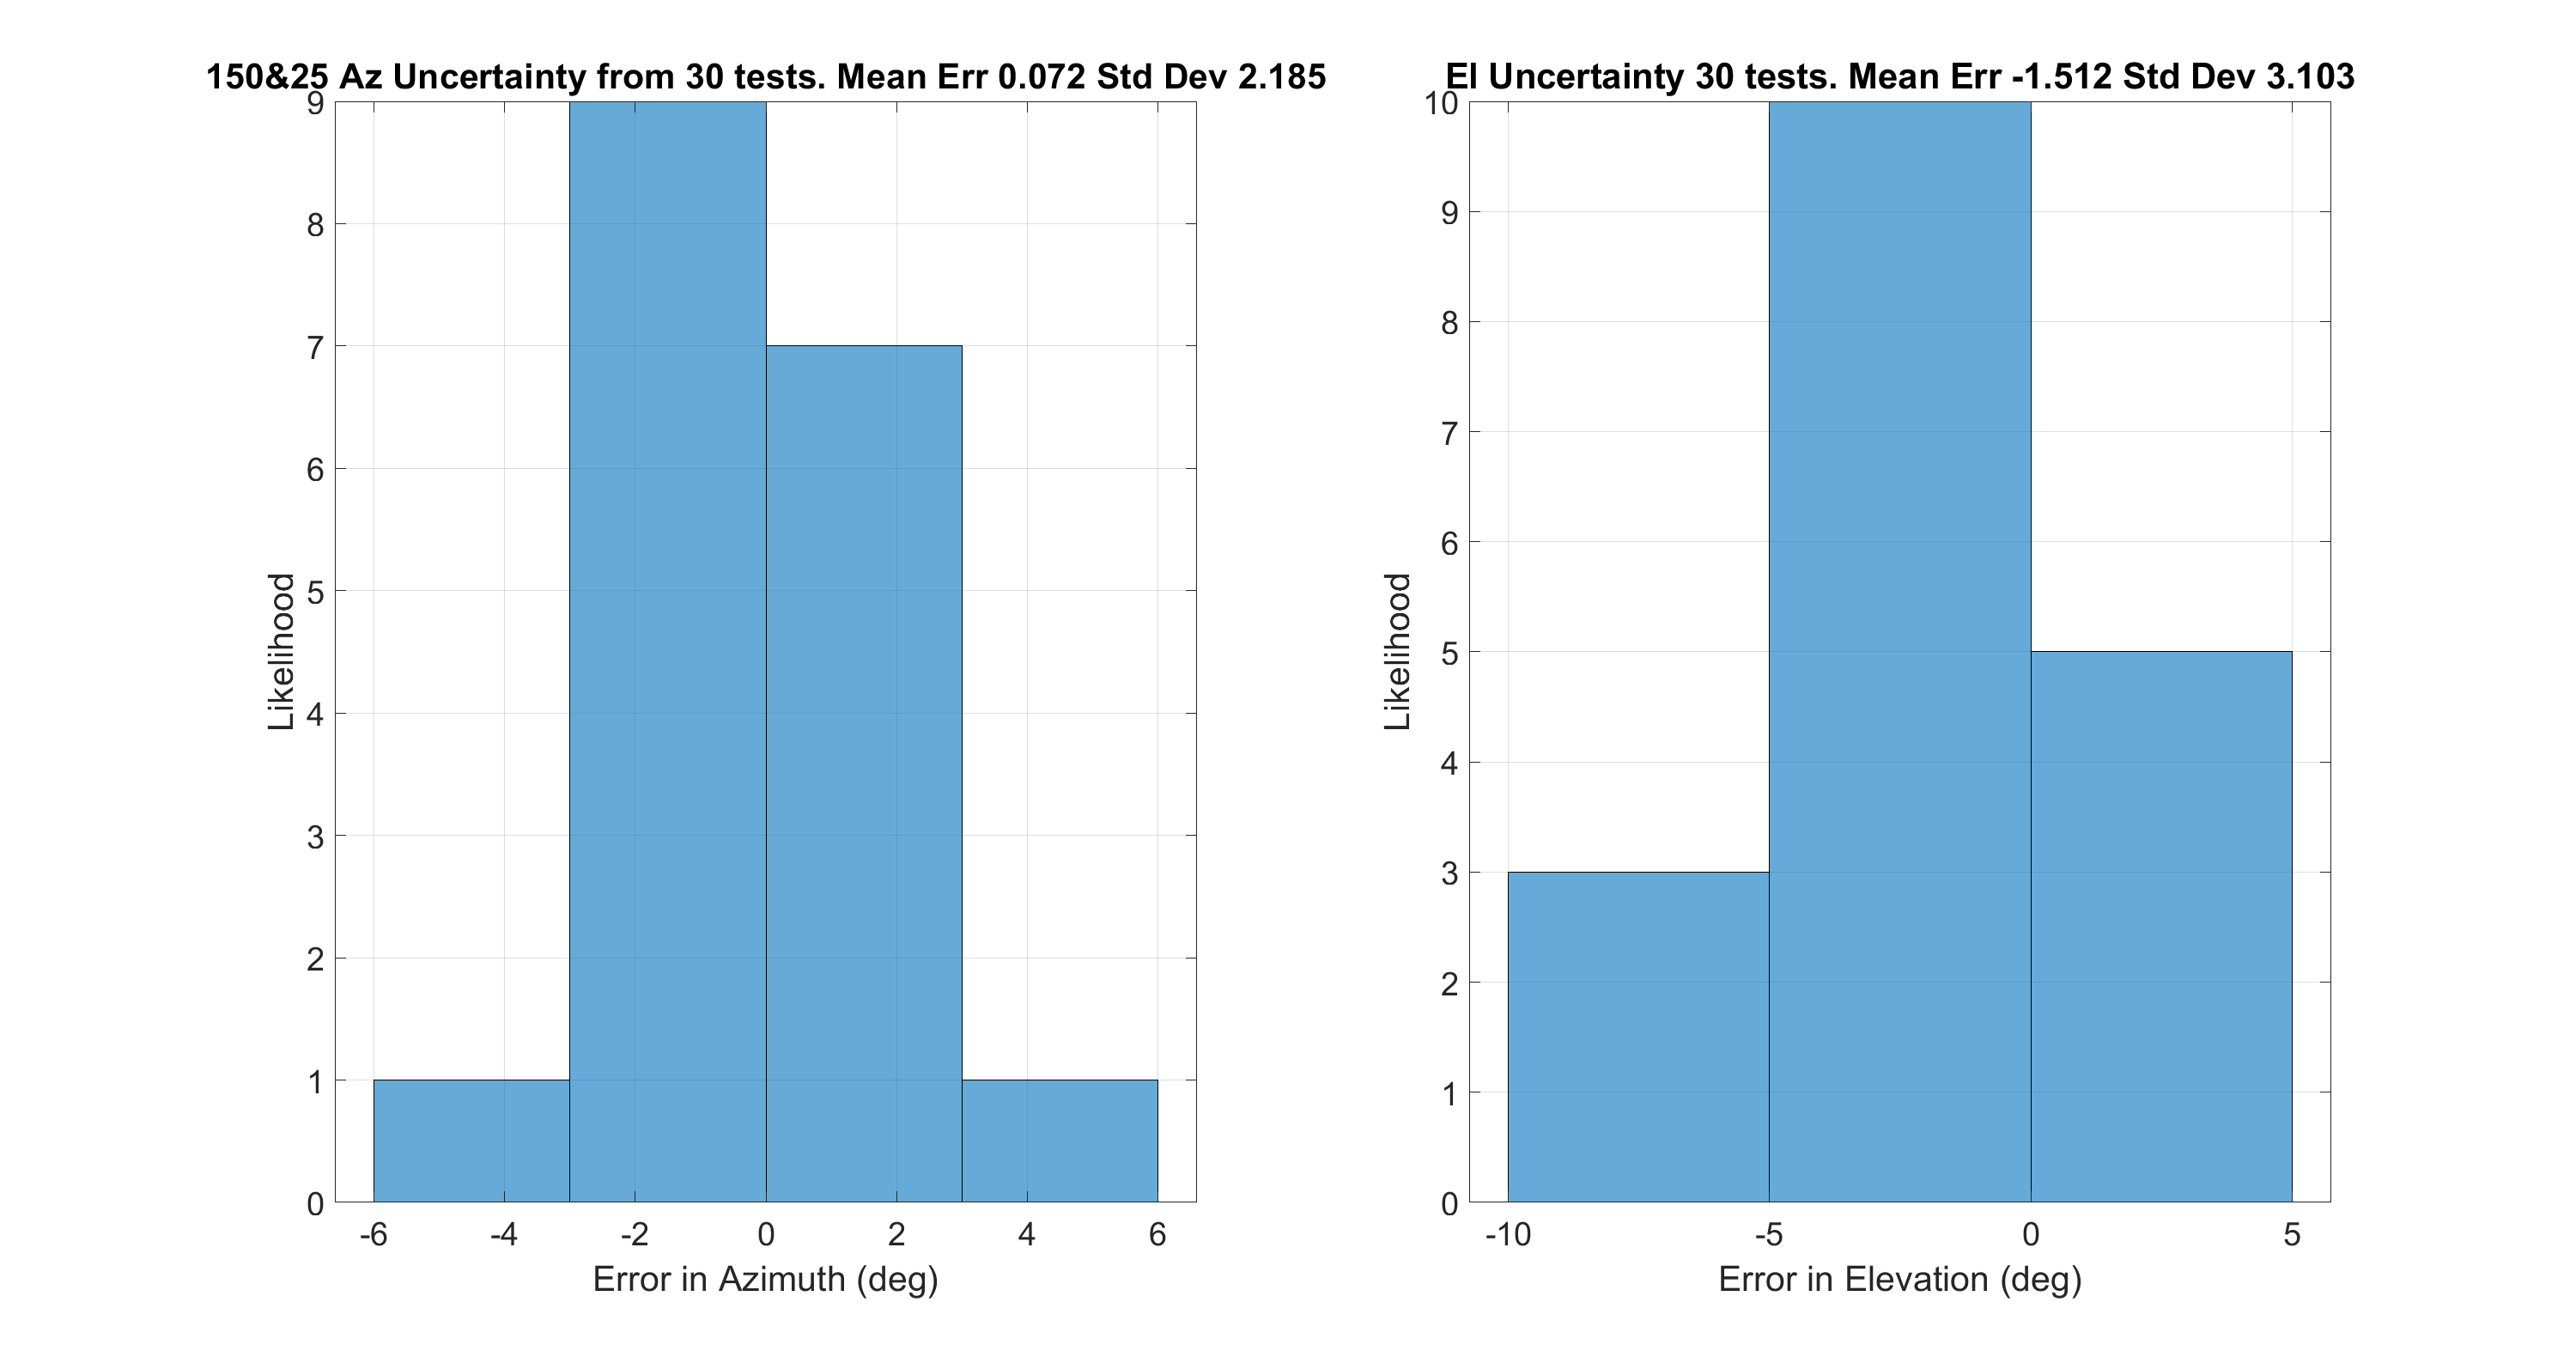 150&25 Az Uncertainty from 30 tests. Mean Err 0.072 Std Dev 2.185
9
8
7
6
5
4
3
2
1
0
Likelihood
-6 -4 -2 0 2 4 6
Error in Azimuth (deg)
El Uncertainty 30 tests. Mean Err -1.512 Std Dev 3.103
10
9
8
7
6
5
4
3
2
1
0
Likelihood
-10 -5 0 5
Error in Elevation (deg)